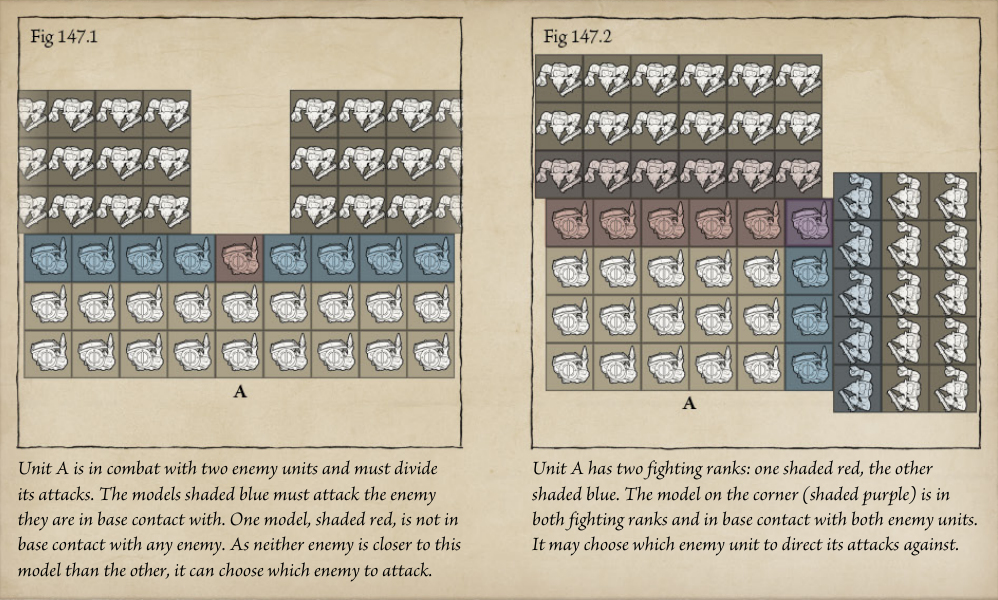 Fig 147.1
A
Unit A is in combat with two enemy units and must divide
its attacks. The models shaded blue must attack the enemy
they are in base contact with. One model, shaded red, is not in
base contact with any enemy. As neither enemy is closer to this
model than the other, it can choose which enemy to attack.
Fig 147.2
A
Unit A has two fighting ranks: one shaded red, the other
shaded blue. The model on the corner (shaded purple) is in
both fighting ranks and in base contact with both enemy units.
It may choose which enemy unit to direct its attacks against.